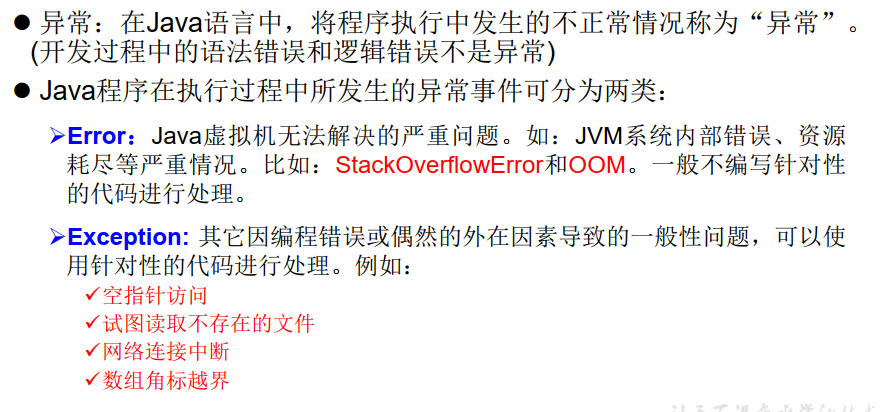 ● 异常：在Java语言中，将程序执行中发生的不正常情况称为“异常”。
(开发过程中的语法错误和逻辑错误不是异常)
● Java程序在执行过程中所发生的异常事件可分为两类：
➢Error：Java虚拟机无法解决的严重问题。如：JVM系统内部错误、资源
耗尽等严重情况。比如：StackOverflowError和OOM。一般不编写针对性
的代码进行处理。
➢Exception: 其它因编程错误或偶然的外在因素导致的一般性问题，可以使
用针对性的代码进行处理。例如：
✓空指针访问
✓试图读取不存在的文件
✓网络连接中断
✓数组角标越界